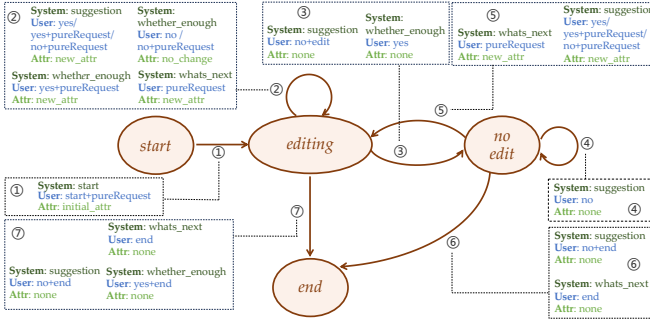 ②
System: suggestion
User: yes/
yes+pureRequest/
no+pureRequest
Attr: new_attr
System:
whether_enough
User: no /
no+pureRequest
Attr: no_change
System: whether_enough
User: yes+pureRequest
Attr: new_attr
System: whats_next
User: pureRequest
Attr: new_attr
③
System: suggestion
User: no+edit
Attr: none
System:
whether_enough
User: yes
Attr: none
⑤
System: whats_next
User: pureRequest
Attr: new_attr
System: suggestion
User: yes/
yes+pureRequest/
no+pureRequest
Attr: new_attr
②
⑤
start
①
editing
③
no
edit
④
①
System: start
User: start+pureRequest
Attr: initial_attr
System: suggestion
User: no
Attr: none
④
⑦
System: whats_next
User: end
Attr: none
System: suggestion
User: no+end
Attr: none
System: whether_enough
User: yes+end
Attr: none
⑦
⑥
end
System: suggestion
User: no+end
Attr: none
⑥
System: whats_next
User: end
Attr: none